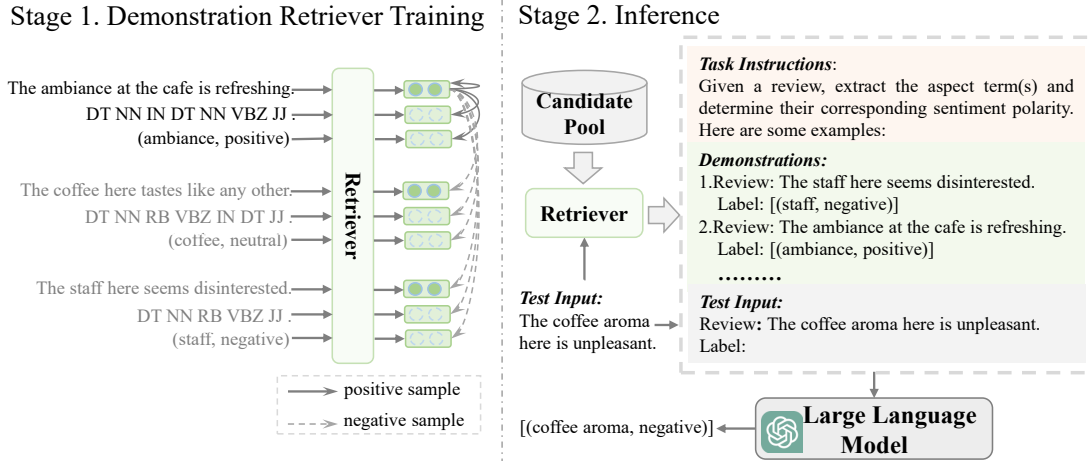 Stage 1. Demonstration Retriever Training
The ambiance at the cafe is refreshing.
DT NN IN DT NN VBZ JJ .
(ambiance, positive)
The coffee here tastes like any other.
DT NN RB VBZ IN DT JJ .
(coffee, neutral)
The staff here seems disinterested.
DT NN RB VBZ JJ .
(staff, negative)
Retriever
positive sample
negative sample
Stage 2. Inference
Candidate
Pool
Retriever
Test Input:
The coffee aroma
here is unpleasant.
Task Instructions:
Given a review, extract the aspect term(s) and
determine their corresponding sentiment polarity.
Here are some examples:
Demonstrations:
1.Review: The staff here seems disinterested.
Label: [(staff, negative)]
2.Review: The ambiance at the cafe is refreshing.
Label: [(ambiance, positive)]
.........
Test Input:
Review: The coffee aroma here is unpleasant.
Label:
[(coffee aroma, negative)]
Large Language
Model